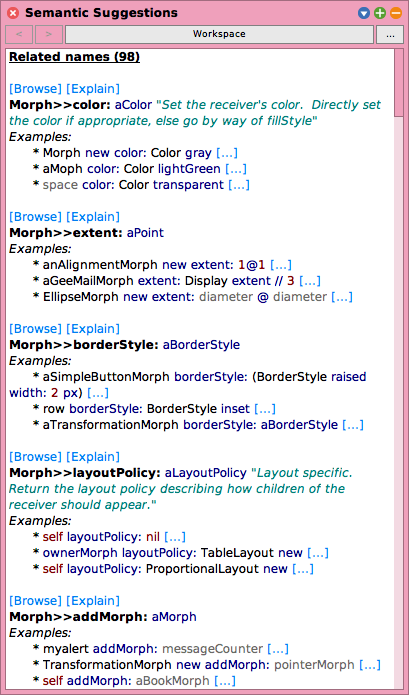 Semantic Suggestions
< > Workspace ...
Related names (98)
[Browse] [Explain]
Morph>>color: aColor "Set the receiver's color.  Directly set
the color if appropriate, else go by way of fillStyle"
Examples:
* Morph new color: Color gray [...]
* aMoph color: Color lightGreen [...]
* space color: Color transparent [...]
[Browse] [Explain]
Morph>>extent: aPoint
Examples:
* anAlignmentMorph new extent: 1@1 [...]
* aGeeMailMorph extent: Display extent // 3 [...]
* EllipseMorph new extent: diameter @ diameter [...]
[Browse] [Explain]
Morph>>borderStyle: aBorderStyle
Examples:
* aSimpleButtonMorph borderStyle: (BorderStyle raised
width: 2 px) [...]
* row borderStyle: BorderStyle inset [...]
* aTransformationMorph borderStyle: aBorderStyle [...]
[Browse] [Explain]
Morph>>layoutPolicy: aLayoutPolicy "Layout specific.
Return the layout policy describing how children of the
receiver should appear."
Examples:
* self layoutPolicy: nil [...]
* ownerMorph layoutPolicy: TableLayout new [...]
* self layoutPolicy: ProportionalLayout new [...]
[Browse] [Explain]
Morph>>addMorph: aMorph
Examples:
* myalert addMorph: messageCounter [...]
* TransformationMorph new addMorph: pointerMorph [...]
* self addMorph: aBookMorph [...]